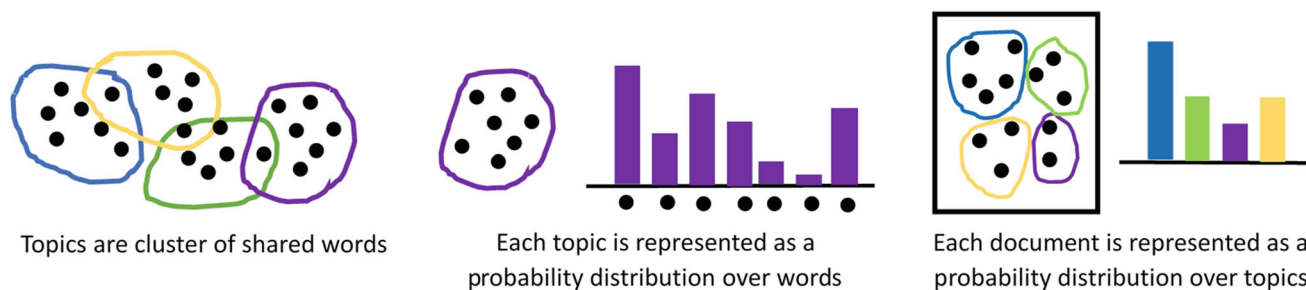 Topics are cluster of shared words
Each topic is represented as a
probability distribution over words
Each document is represented as a
probability distribution over topics